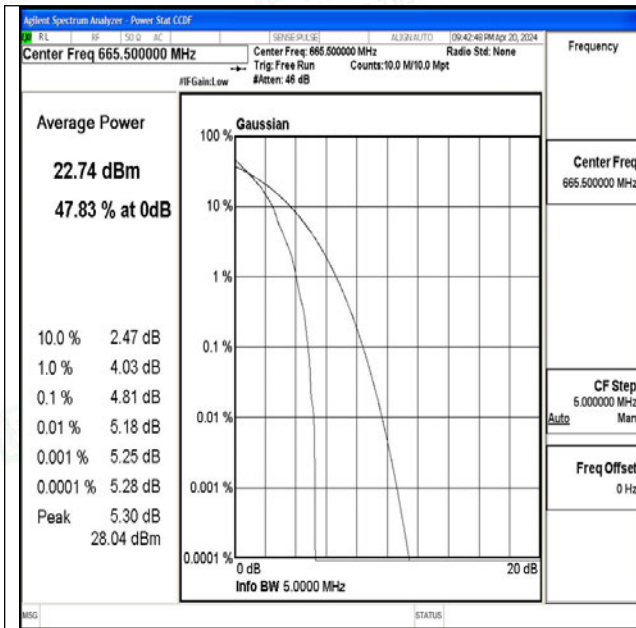 Agilent Spectrum Analyzer - Power Stat CCDF
RL RF 50 Ω AC SENSE:PULSE ALIGNAUTO 09:42:48 PM Apr 20, 2024
Center Freq 665.500000 MHz
Center Freq: 665.500000 MHz Radio Std: None
Trig: Free Run Counts:10.0 M/10.0 Mpt
#IFGain:Low #Atten: 46 dB
Frequency
Average Power
22.74 dBm
47.83 % at 0dB
10.0 % 2.47 dB
1.0 % 4.03 dB
0.1 % 4.81 dB
0.01 % 5.18 dB
0.001 % 5.25 dB
0.0001 % 5.28 dB
Peak 5.30 dB
28.04 dBm
Gaussian
100 %
10 %
1 %
0.1 %
0.01 %
0.001 %
0.0001 %
0 dB 20 dB
Info BW 5.0000 MHz
Center Freq
665.500000 MHz
CF Step
5.000000 MHz
Auto Man
Freq Offset
0 Hz
MSG STATUS